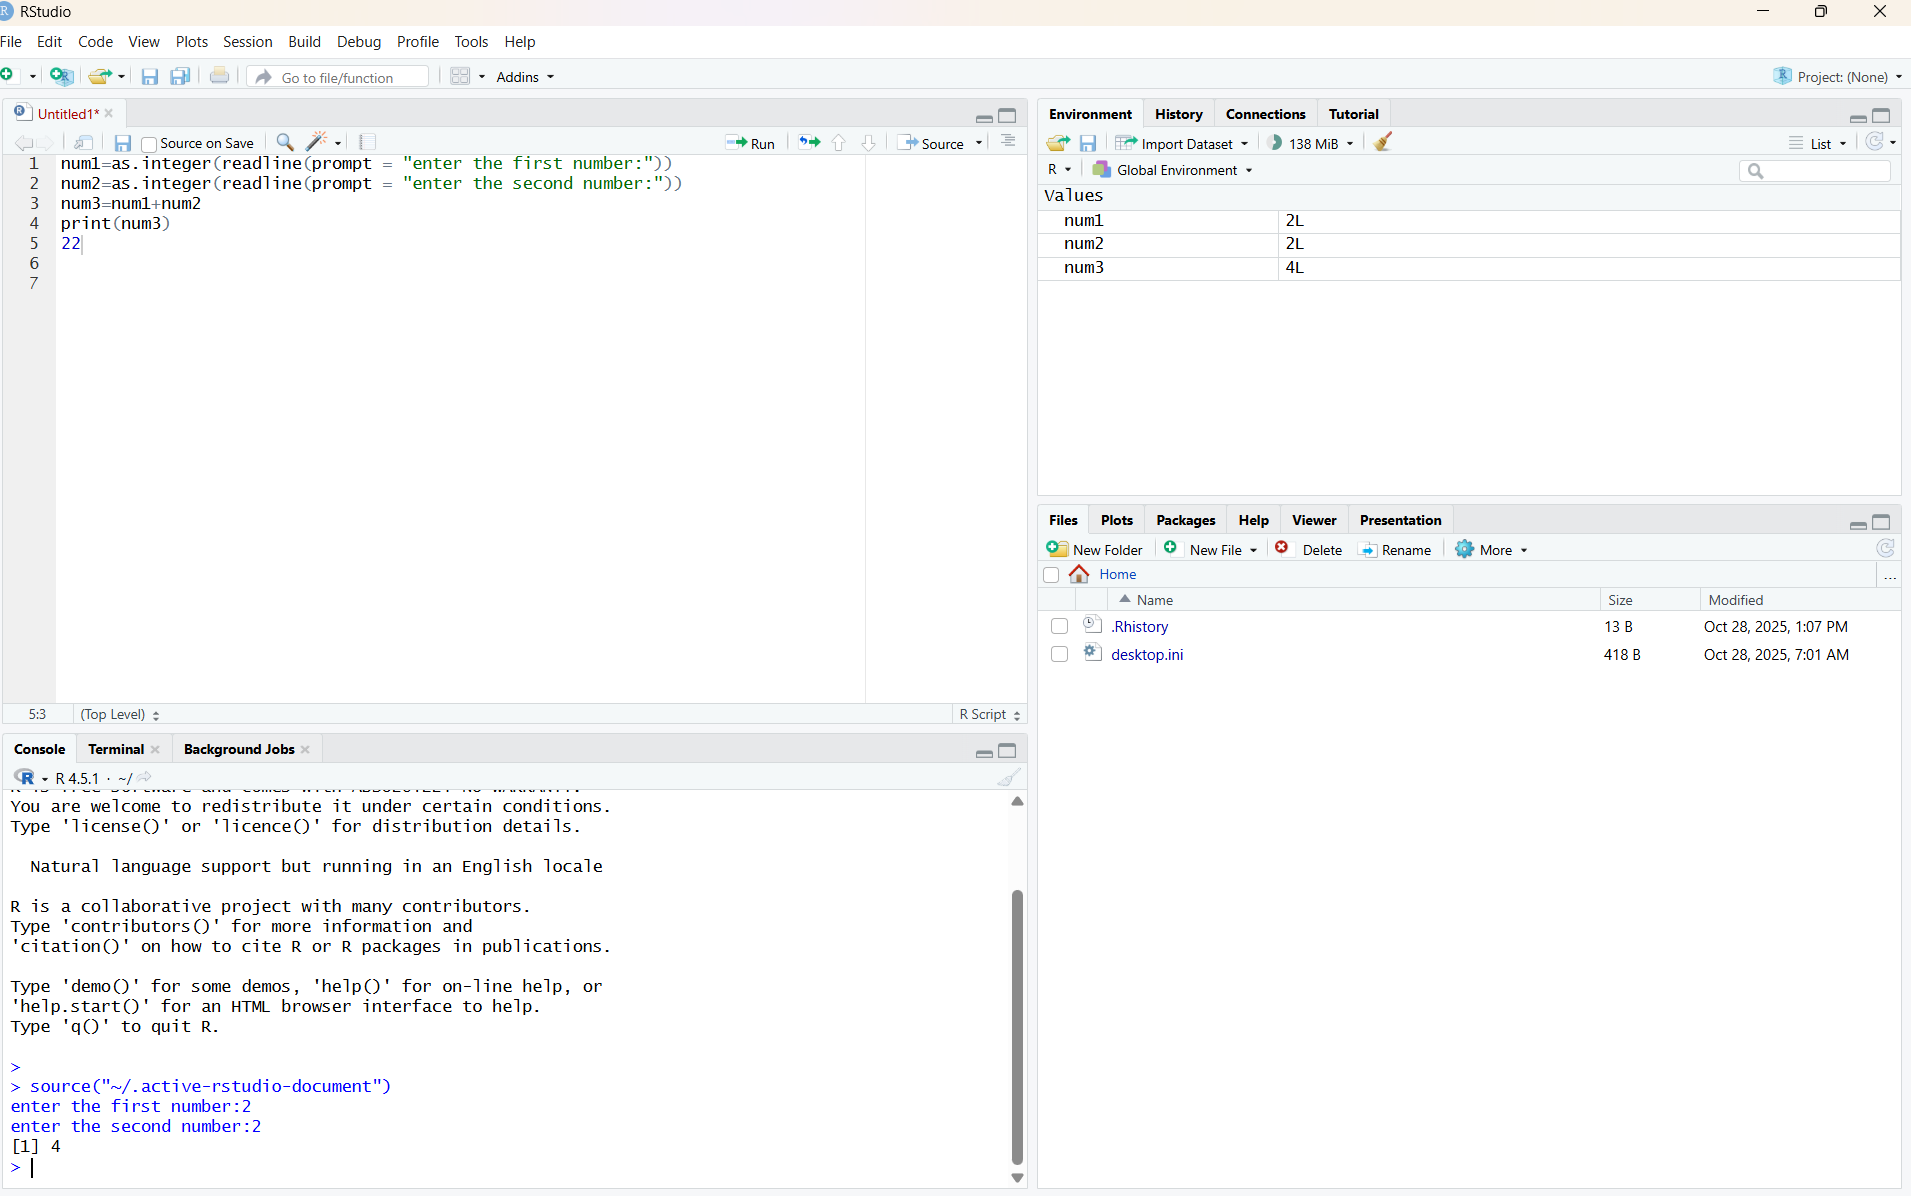 RStudio
File Edit Code View Plots Session Build Debug Profile Tools Help
Go to file/function Addins Project: (None)
Untitled1*
Source on Save Run Source
1 num1=as.integer(readline(prompt = "enter the first number:"))
2 num2=as.integer(readline(prompt = "enter the second number:"))
3 num3=num1+num2
4 print(num3)
5 22
6
7
5:3 (Top Level) R Script
Console Terminal Background Jobs
R 4.5.1 · ~/
You are welcome to redistribute it under certain conditions.
Type 'license()' or 'licence()' for distribution details.
Natural language support but running in an English locale
R is a collaborative project with many contributors.
Type 'contributors()' for more information and
'citation()' on how to cite R or R packages in publications.
Type 'demo()' for some demos, 'help()' for on-line help, or
'help.start()' for an HTML browser interface to help.
Type 'q()' to quit R.
>
> source("~/.active-rstudio-document")
enter the first number:2
enter the second number:2
[1] 4
>
Environment History Connections Tutorial
Import Dataset 138 MiB List
R Global Environment
Values
num1 2L
num2 2L
num3 4L
Files Plots Packages Help Viewer Presentation
New Folder New File Delete Rename More
Home ...
Name Size Modified
.Rhistory 13 B Oct 28, 2025, 1:07 PM
desktop.ini 418 B Oct 28, 2025, 7:01 AM